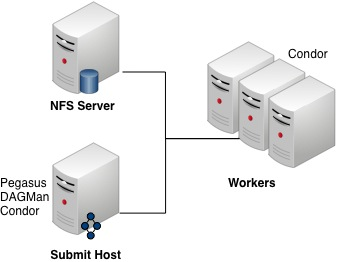 Condor
NFS Server
Pegasus
DAGMan
Condor
Workers
Submit Host